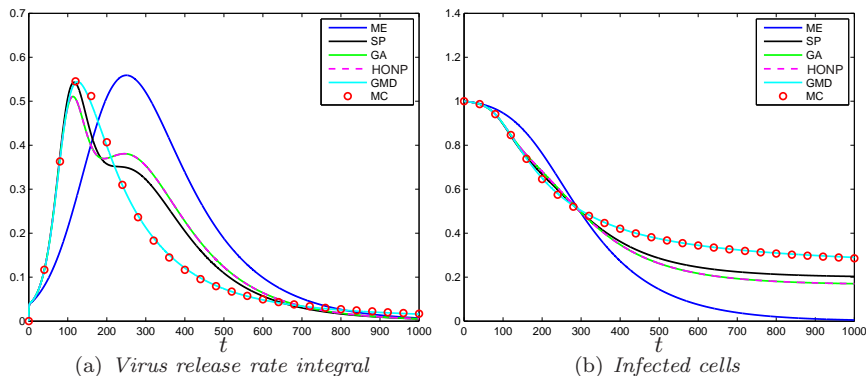 0.7
0.6
0.5
0.4
0.3
0.2
0.1
0
0 100 200 300 400 500 600 700 800 900 1000
t
ME
SP
GA
HONP
GMD
MC
(a) Virus release rate integral
1.4
1.2
1
0.8
0.6
0.4
0.2
0
0 100 200 300 400 500 600 700 800 900 1000
t
ME
SP
GA
HONP
GMD
MC
(b) Infected cells